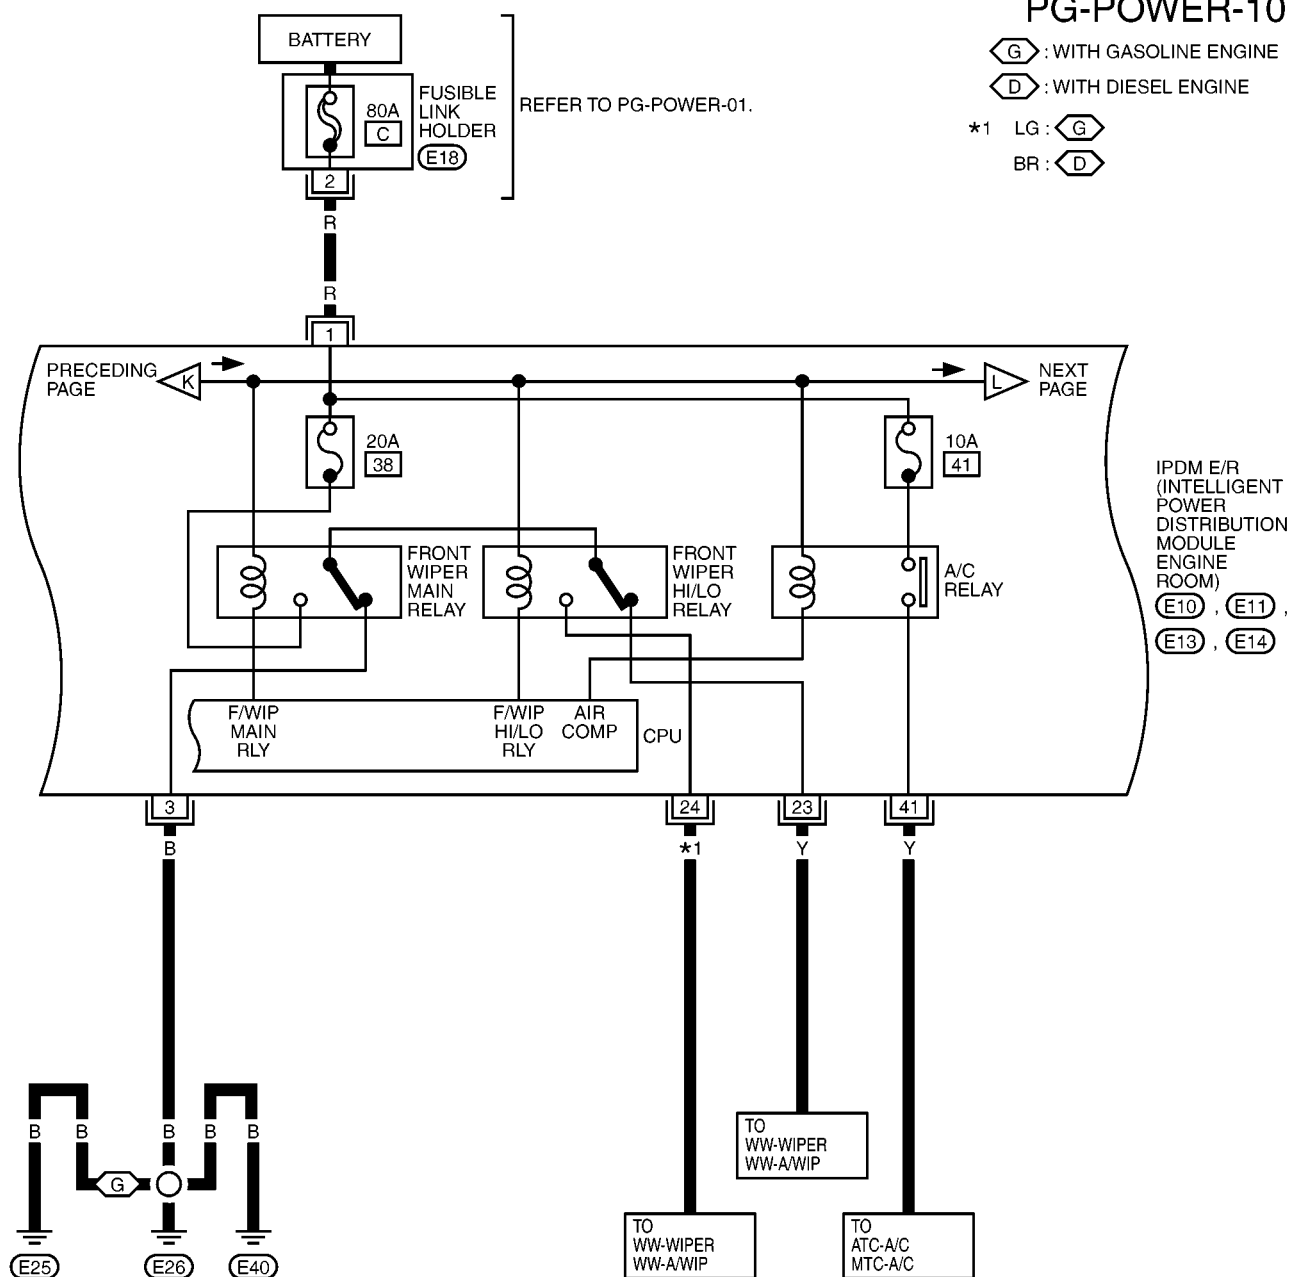 PG-POWER-10
BATTERY
G : WITH GASOLINE ENGINE
D : WITH DIESEL ENGINE
*1 LG : G
BR : D
80A
C
FUSIBLE
LINK
HOLDER
E18
REFER TO PG-POWER-01.
2
R
R
1
PRECEDING
PAGE
K
L
NEXT
PAGE
20A
38
10A
41
IPDM E/R
(INTELLIGENT
POWER
DISTRIBUTION
MODULE
ENGINE
ROOM)
E10 , E11 ,
E13 , E14
FRONT
WIPER
MAIN
RELAY
FRONT
WIPER
HI/LO
RELAY
A/C
RELAY
F/WIP
MAIN
RLY
F/WIP
HI/LO
RLY
AIR
COMP
CPU
3
24
23
41
B
*1
Y
Y
B
B
B
B
B
G
E25
E26
E40
TO
WW-WIPER
WW-A/WIP
TO
WW-WIPER
WW-A/WIP
TO
ATC-A/C
MTC-A/C